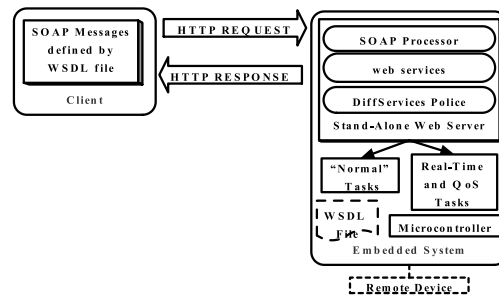 SOAP Messages
defined by
WSDL file
Client
HTTP REQUEST
HTTP RESPONSE
SOAP Processor
web services
DiffServices Police
Stand-Alone Web Server
"Normal"
Tasks
Real-Time
and QoS
Tasks
WSDL
File
Microcontroller
Embedded System
Remote Device